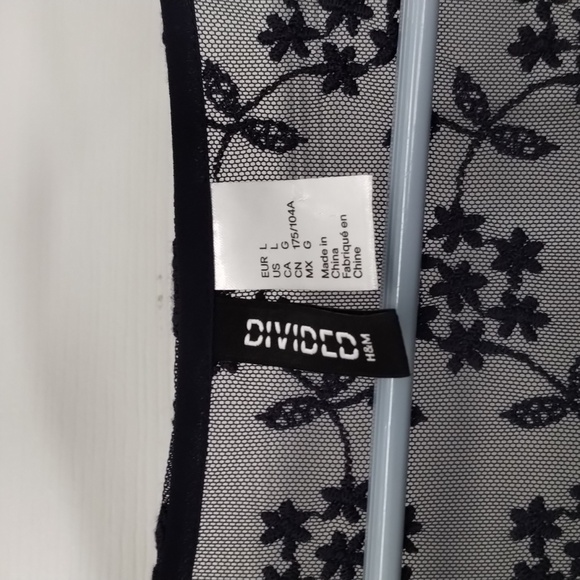 EUR L
US L
CA G
CN 175/104A
MX G
Made in
China
Fabriqué en
Chine
DIVIDED
H&M